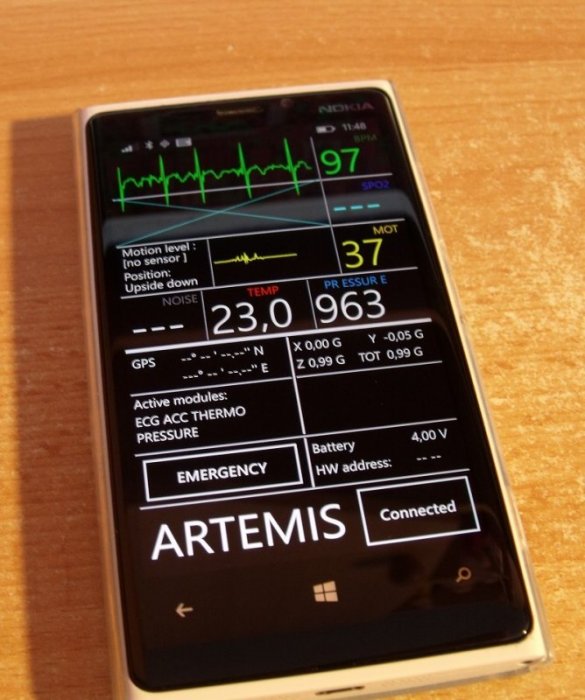 NOKIA
11:48
BPM
97
SPO2
---
Motion level :
[no sensor ]
Position:
Upside down
MOT
37
NOISE
---
TEMP
23,0
PR ESSUR E
963
GPS --° -- ' --,--'' N
---° -- ' --,--'' E
X 0,00 G Y -0,05 G
Z 0,99 G TOT 0,99 G
Active modules:
ECG ACC THERMO
PRESSURE
EMERGENCY
Battery 4,00 V
HW address: -- --
ARTEMIS
Connected